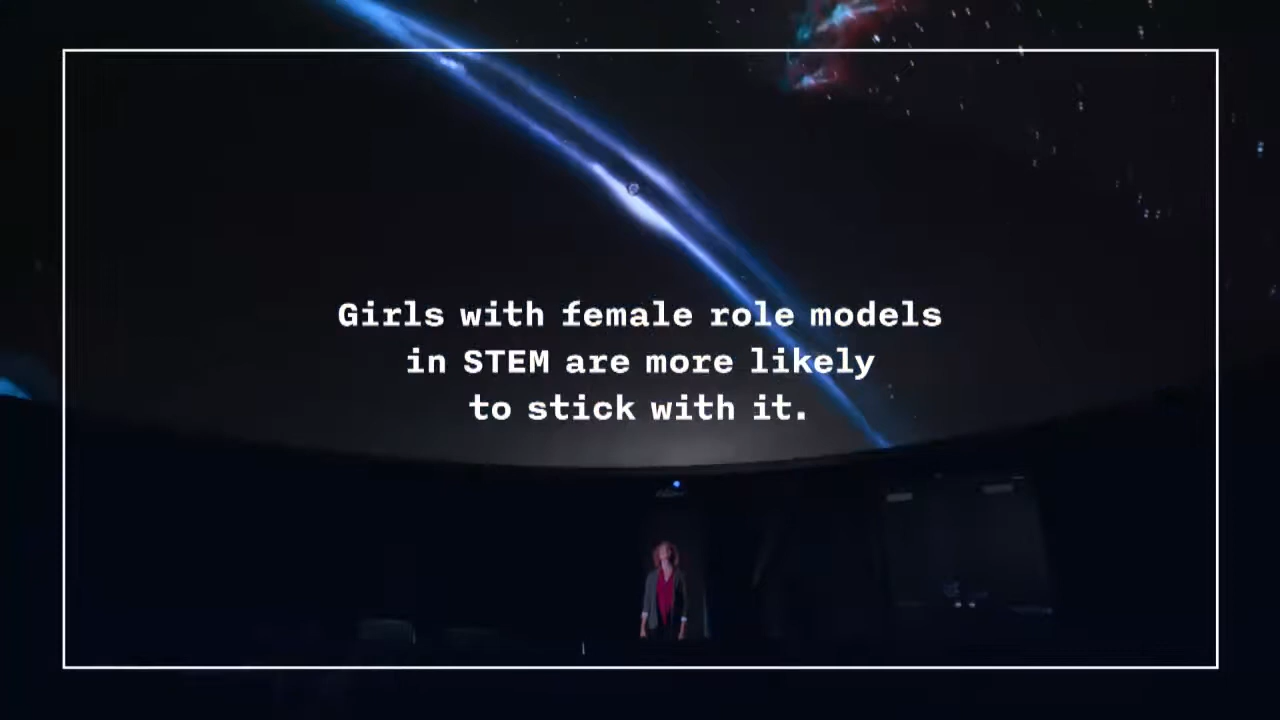 Girls with female role models
in STEM are more likely
to stick with it.